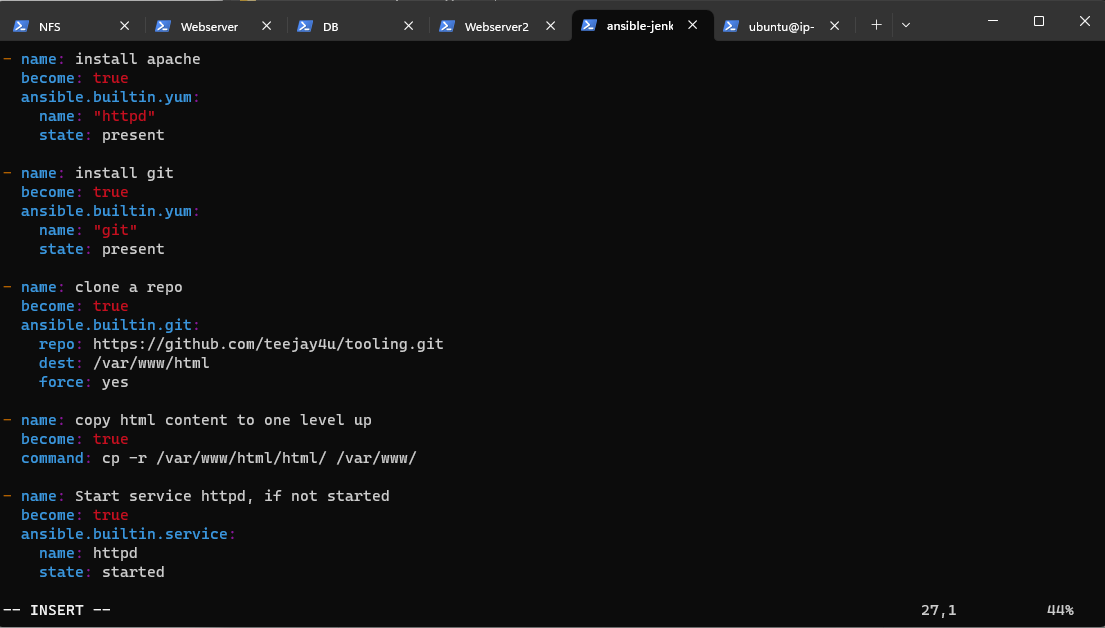 NFS Webserver DB Webserver2 ansible-jenk ubuntu@ip-
- name: install apache
  become: true
  ansible.builtin.yum:
    name: "httpd"
    state: present

- name: install git
  become: true
  ansible.builtin.yum:
    name: "git"
    state: present

- name: clone a repo
  become: true
  ansible.builtin.git:
    repo: https://github.com/teejay4u/tooling.git
    dest: /var/www/html
    force: yes

- name: copy html content to one level up
  become: true
  command: cp -r /var/www/html/html/ /var/www/

- name: Start service httpd, if not started
  become: true
  ansible.builtin.service:
    name: httpd
    state: started

-- INSERT -- 27,1 44%